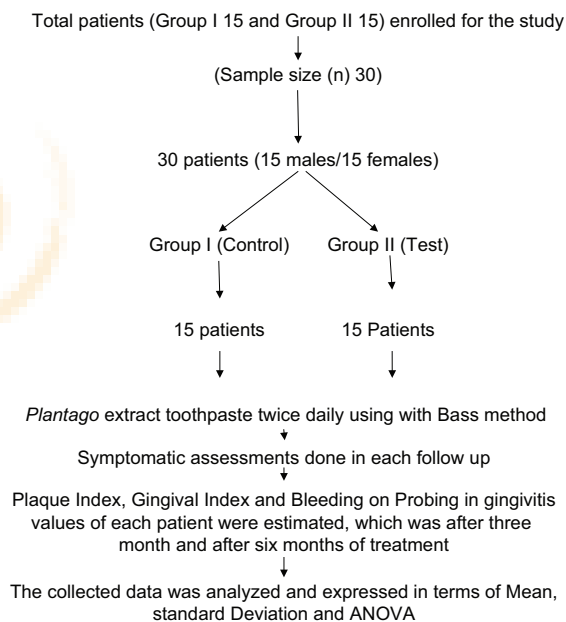 Total patients (Group I 15 and Group II 15) enrolled for the study
(Sample size (n) 30)
30 patients (15 males/15 females)
Group I (Control) Group II (Test)
15 patients 15 Patients
Plantago extract toothpaste twice daily using with Bass method
Symptomatic assessments done in each follow up
Plaque Index, Gingival Index and Bleeding on Probing in gingivitis
values of each patient were estimated, which was after three
month and after six months of treatment
The collected data was analyzed and expressed in terms of Mean,
standard Deviation and ANOVA